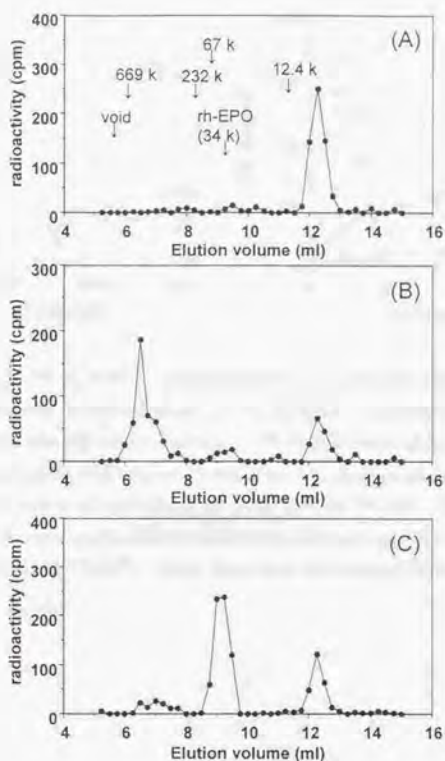 (A)
radioactivity (cpm)
400
300
200
100
0
67 k
669 k 232 k 12.4 k
void rh-EPO
(34 k)
4 6 8 10 12 14 16
Elution volume (ml)
(B)
radioactivity (cpm)
300
200
100
0
4 6 8 10 12 14 16
Elution volume (ml)
(C)
radioactivity (cpm)
400
300
200
100
0
4 6 8 10 12 14 16
Elution volume (ml)